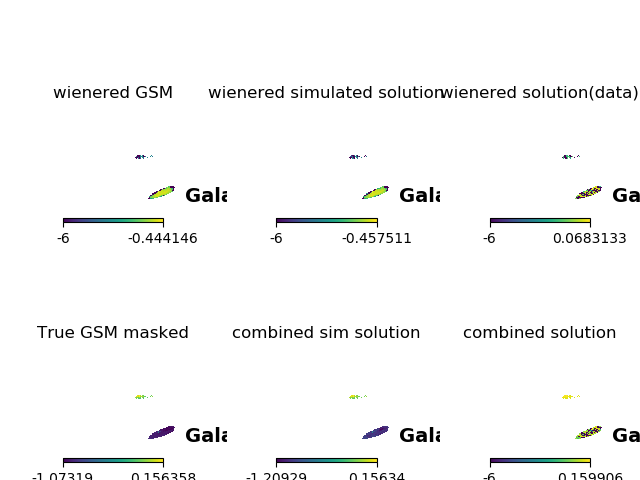 wienered GSM wienered simulated solution wienered solution(data)
Gala Gala Ga
-6 -0.444146 -6 -0.457511 -6 0.0683133
True GSM masked combined sim solution combined solution
Gala Gala Ga
-1.07319 0.156358 -1.20929 0.15634 -6 0.159906